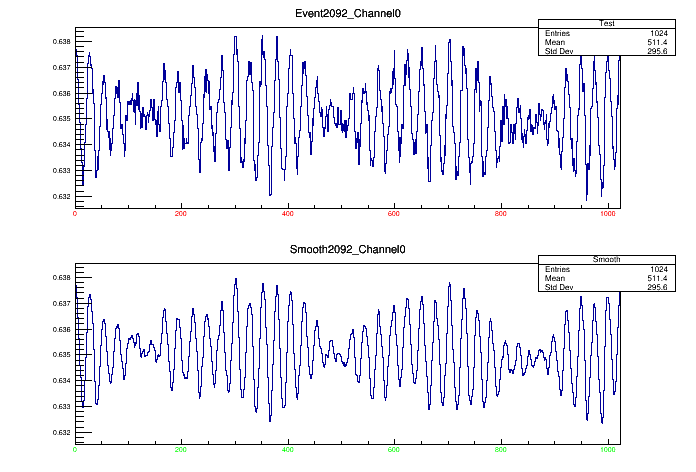 Event2092_Channel0
Test
Entries 1024
Mean 511.4
Std Dev 295.6
0.638
0.637
0.636
0.635
0.634
0.633
0.632
0 200 400 600 800 1000
Smooth2092_Channel0
Smooth
Entries 1024
Mean 511.4
Std Dev 295.6
0.638
0.637
0.636
0.635
0.634
0.633
0.632
0 200 400 600 800 1000